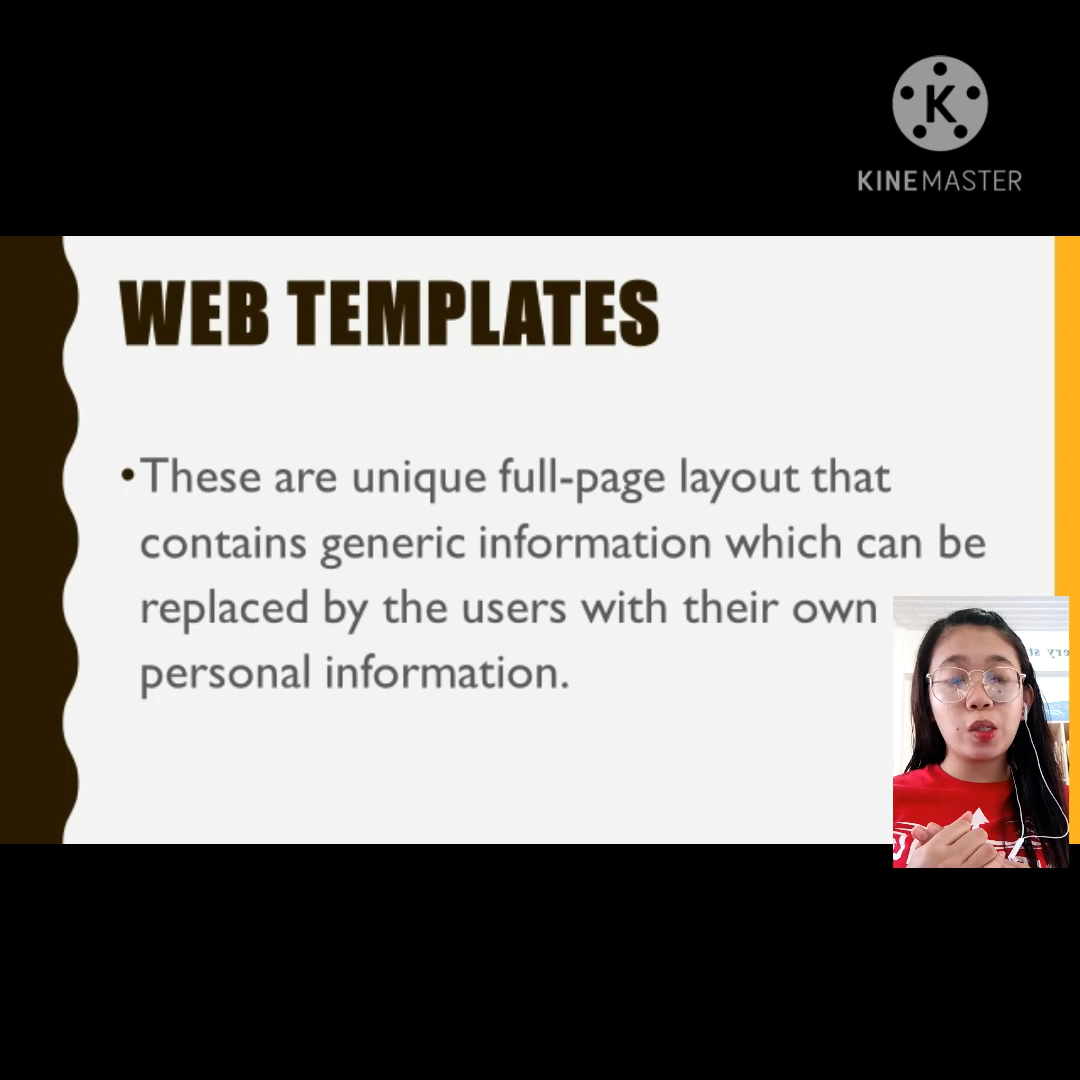 KINEMASTER
WEB TEMPLATES
•These are unique full-page layout that
contains generic information which can be
replaced by the users with their own
personal information.